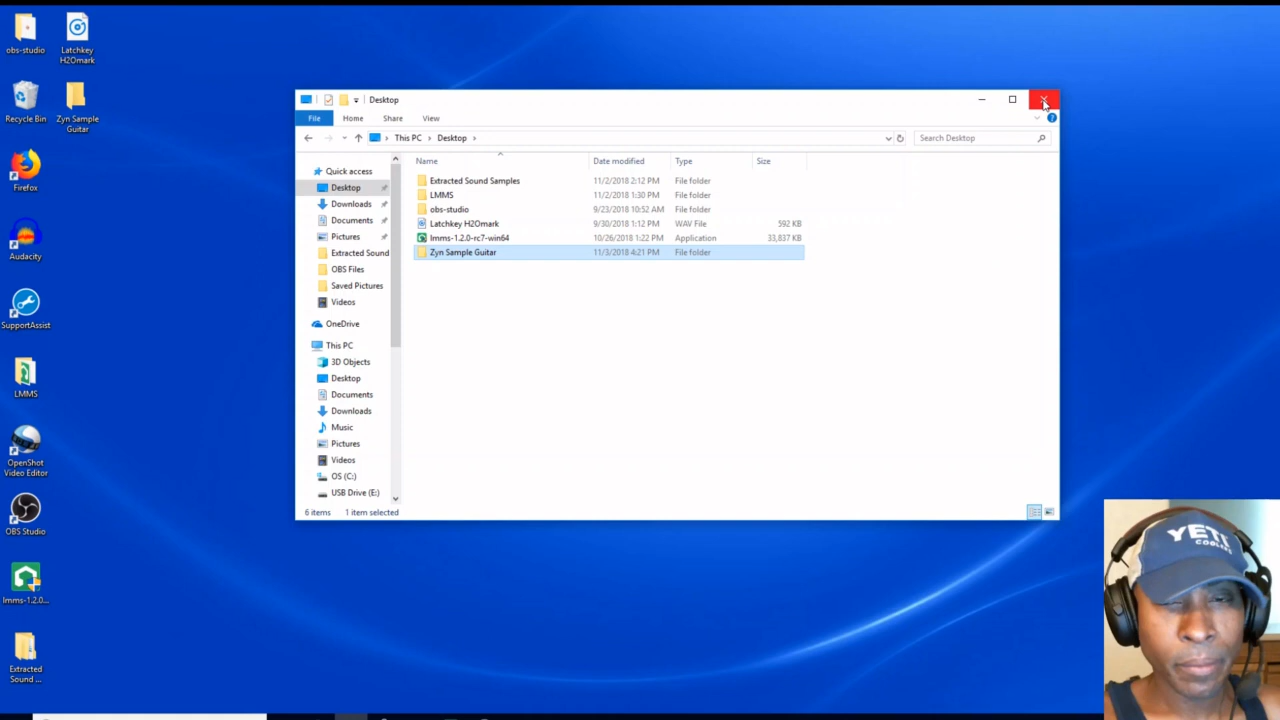 obs-studio
Latchkey
H2Omark
Recycle Bin
Zyn Sample
Guitar
Firefox
Audacity
SupportAssist
LMMS
OpenShot
Video Editor
OBS Studio
lmms-1.2.0...
Extracted
Sound ...
Desktop
File Home Share View
This PC Desktop
Search Desktop
Name Date modified Type Size
Extracted Sound Samples 11/2/2018 2:12 PM File folder
LMMS 11/2/2018 1:30 PM File folder
obs-studio 9/23/2018 10:52 AM File folder
Latchkey H2Omark 9/30/2018 1:12 PM WAV File 592 KB
lmms-1.2.0-rc7-win64 10/26/2018 1:22 PM Application 33,837 KB
Zyn Sample Guitar 11/3/2018 4:21 PM File folder
Quick access
Desktop
Downloads
Documents
Pictures
Extracted Sound
OBS Files
Saved Pictures
Videos
OneDrive
This PC
3D Objects
Desktop
Documents
Downloads
Music
Pictures
Videos
OS (C:)
USB Drive (E:)
6 items 1 item selected
YETI
COOLERS